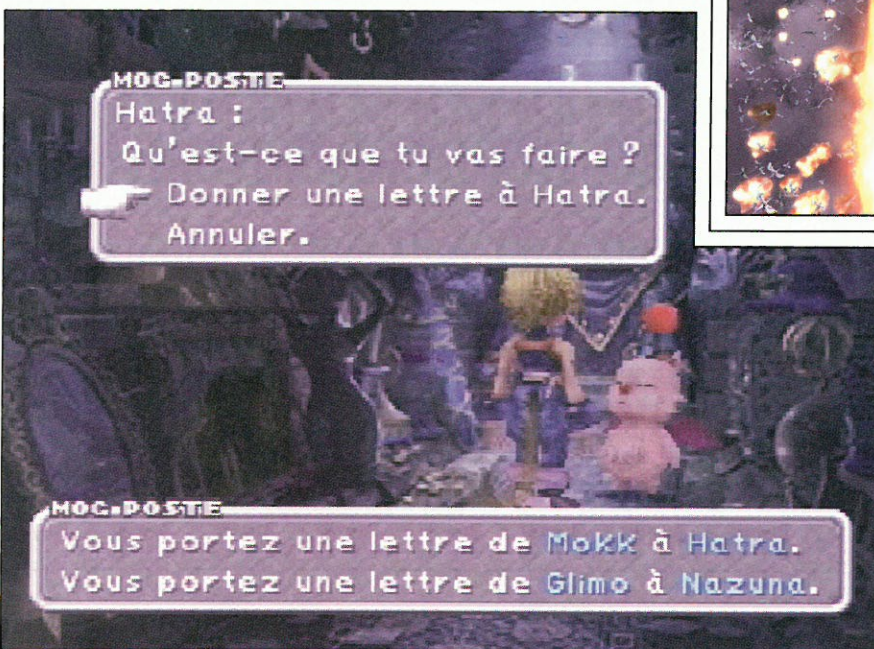 MOG-POSTE
Hatra :
Qu'est-ce que tu vas faire ?
Donner une lettre à Hatra.
Annuler.
MOG-POSTE
Vous portez une lettre de Mokk à Hatra.
Vous portez une lettre de Glimo à Nazuna.